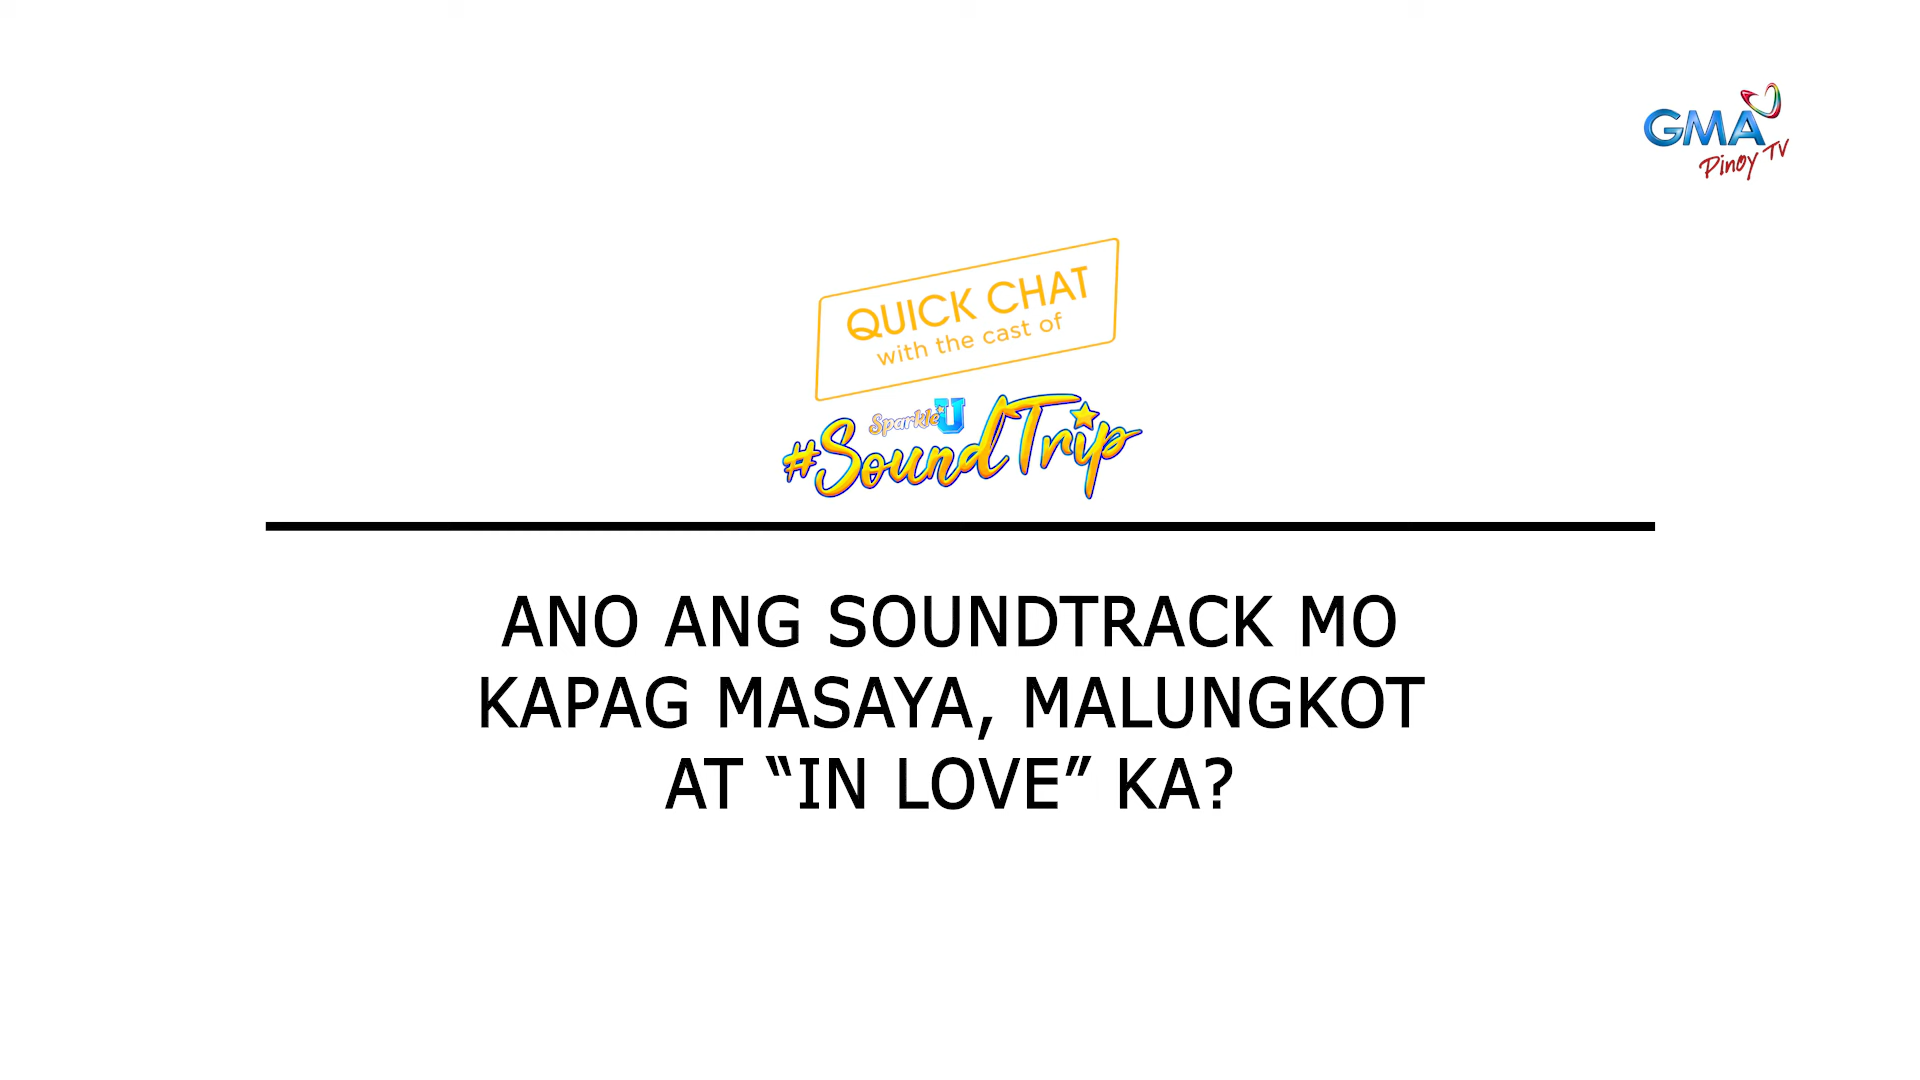 GMA
Pinoy TV
QUICK CHAT
with the cast of
Sparkle U
#SoundTrip
ANO ANG SOUNDTRACK MO
KAPAG MASAYA, MALUNGKOT
AT “IN LOVE” KA?